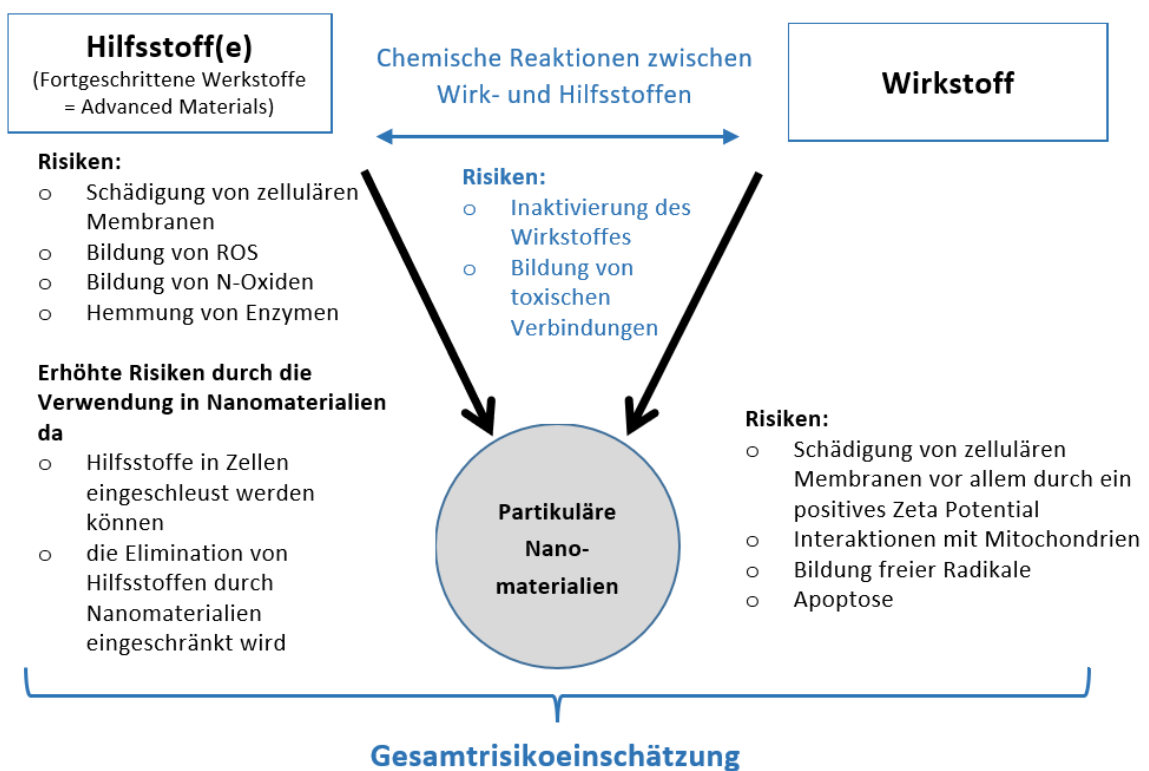 Hilfsstoff(e)
(Fortgeschrittene Werkstoffe
= Advanced Materials)
Chemische Reaktionen zwischen
Wirk- und Hilfsstoffen
Wirkstoff
Risiken:
o Schädigung von zellulären
Membranen
o Bildung von ROS
o Bildung von N-Oxiden
o Hemmung von Enzymen
Risiken:
o Inaktivierung des
Wirkstoffes
o Bildung von
toxischen
Verbindungen
Erhöhte Risiken durch die
Verwendung in Nanomaterialien
da
o Hilfsstoffe in Zellen
eingeschleust werden
können
o die Elimination von
Hilfsstoffen durch
Nanomaterialien
eingeschränkt wird
Partikuläre
Nano-
materialien
Risiken:
o Schädigung von zellulären
Membranen vor allem durch ein
positives Zeta Potential
o Interaktionen mit Mitochondrien
o Bildung freier Radikale
o Apoptose
Gesamtrisikoeinschätzung